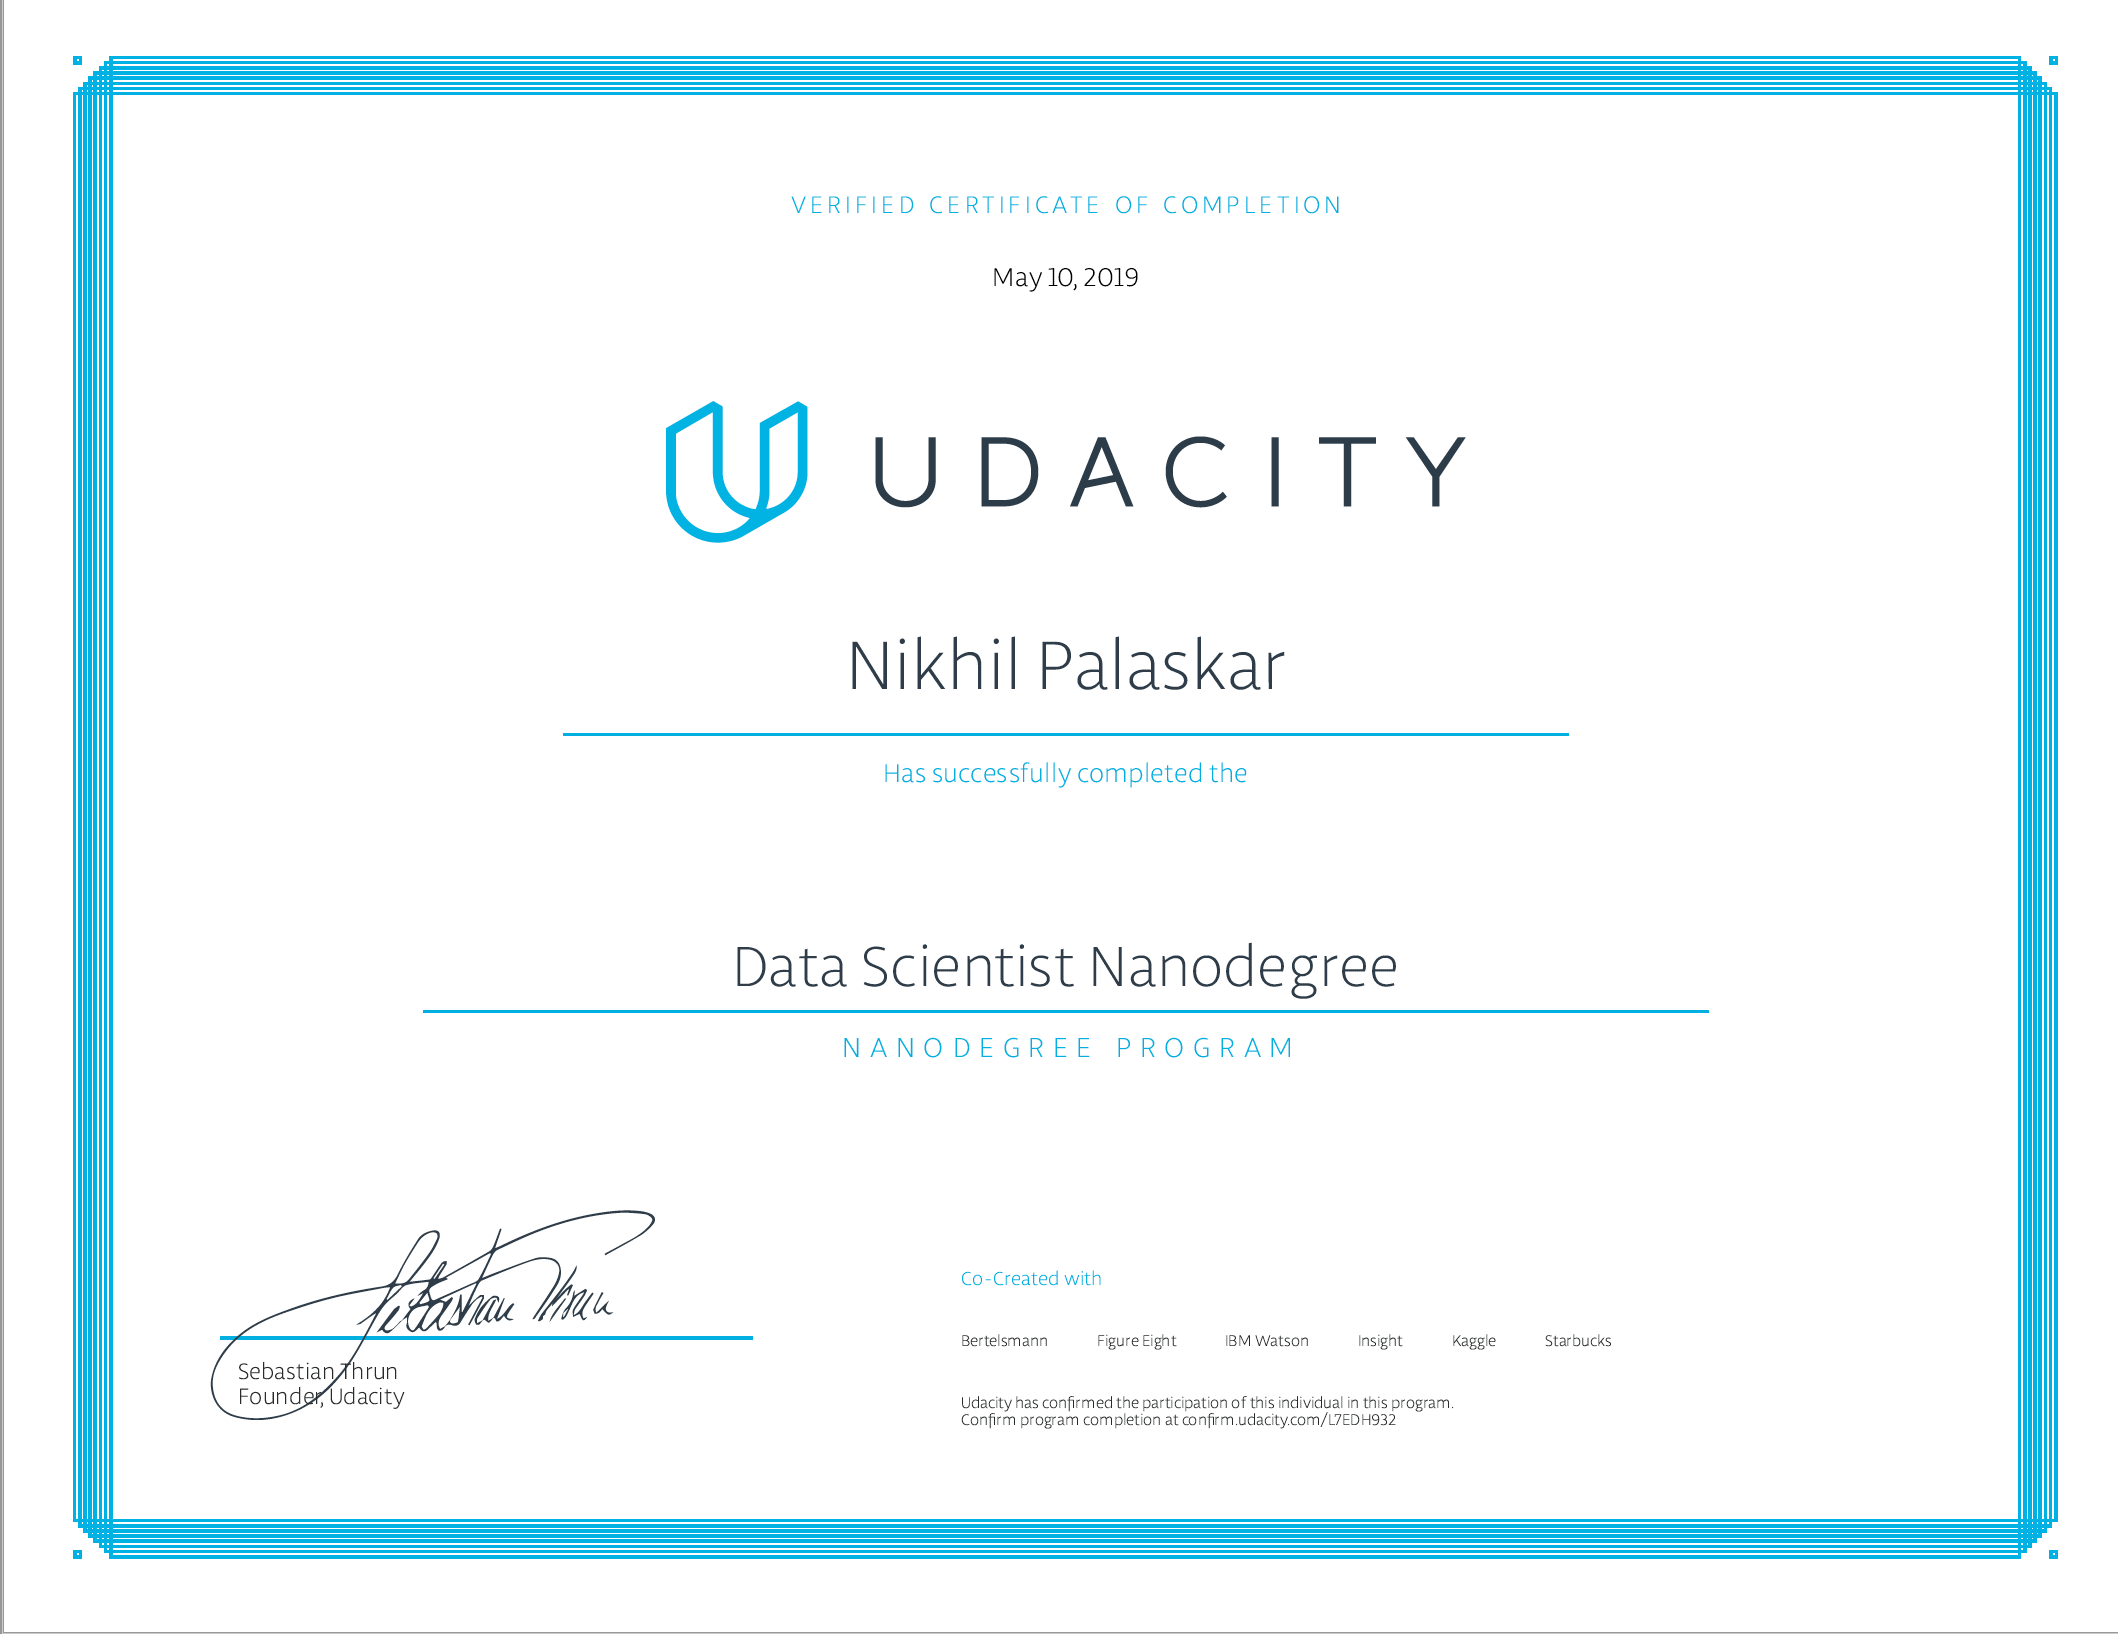 VERIFIED CERTIFICATE OF COMPLETION
May 10, 2019
UDACITY
Nikhil Palaskar
Has successfully completed the
Data Scientist Nanodegree
NANODEGREE PROGRAM
Sebastian Thrun
Sebastian Thrun
Founder, Udacity
Co-Created with
Bertelsmann Figure Eight IBM Watson Insight Kaggle Starbucks
Udacity has confirmed the participation of this individual in this program.
Confirm program completion at confirm.udacity.com/L7EDH932